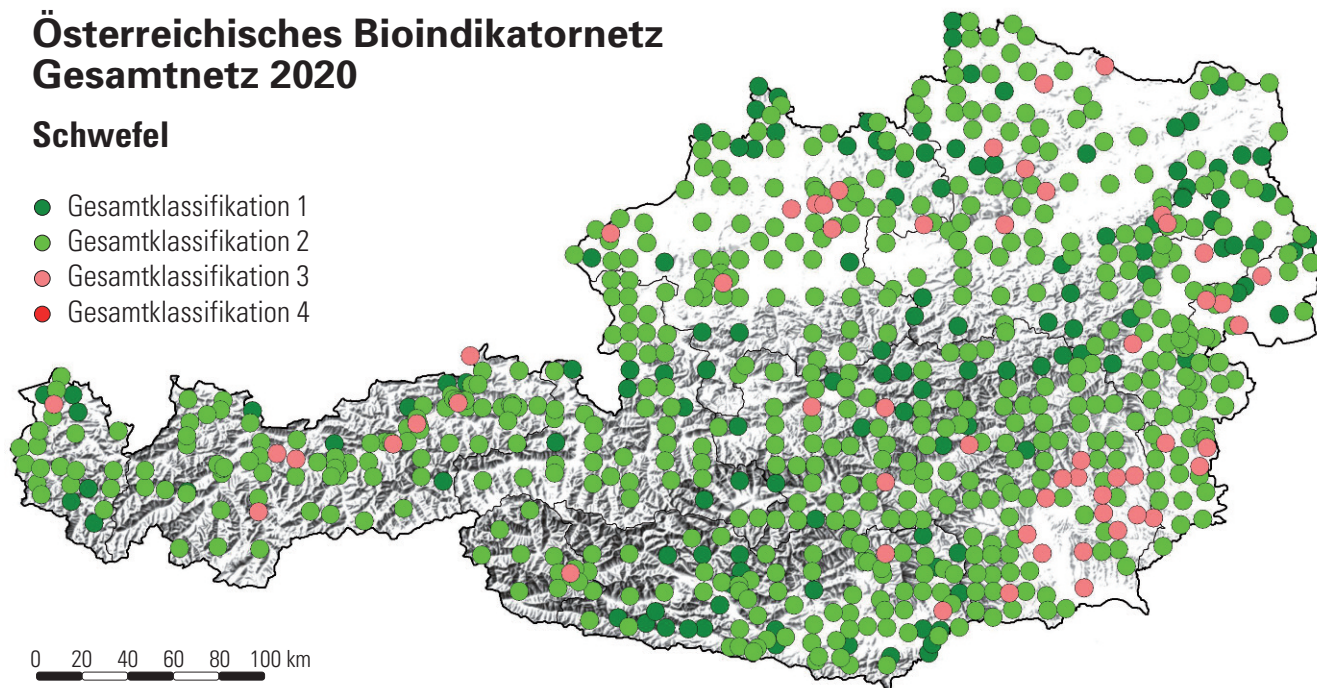 Österreichisches Bioindikatornetz
Gesamtnetz 2020
Schwefel
Gesamtklassifikation 1
Gesamtklassifikation 2
Gesamtklassifikation 3
Gesamtklassifikation 4
0 20 40 60 80 100 km